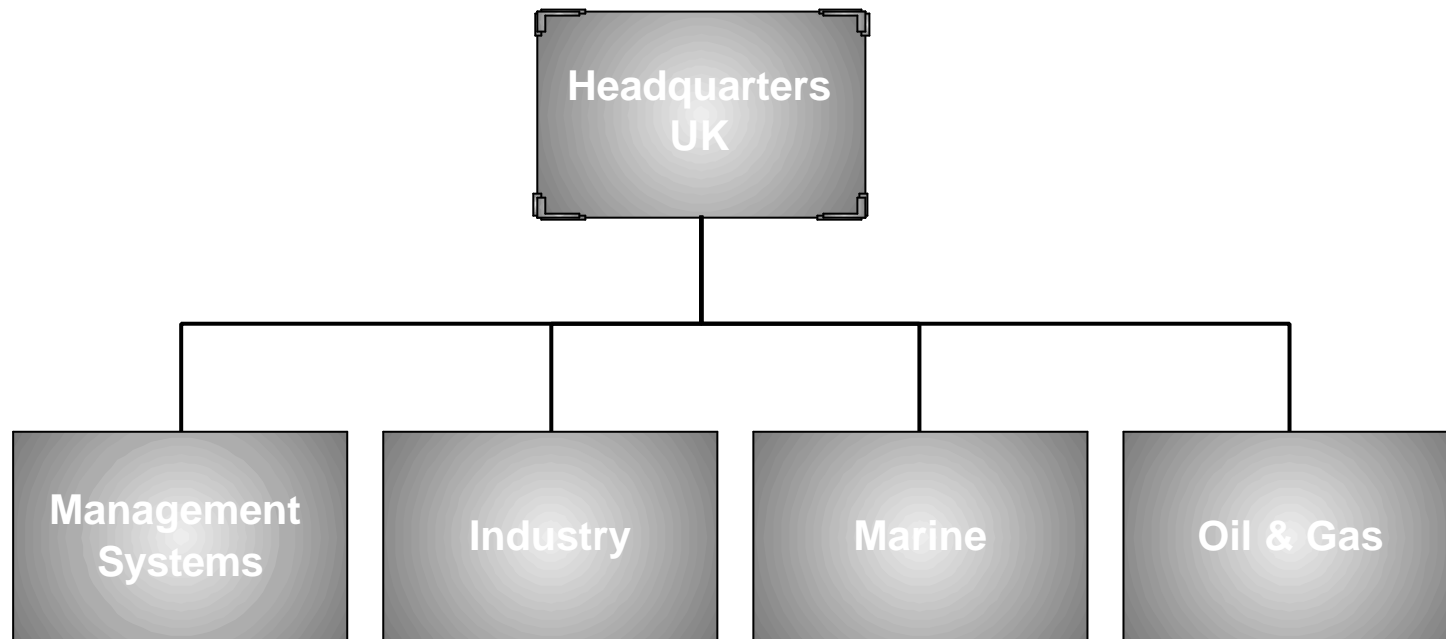 Headquarters
UK
Management
Systems
Industry
Marine
Oil & Gas